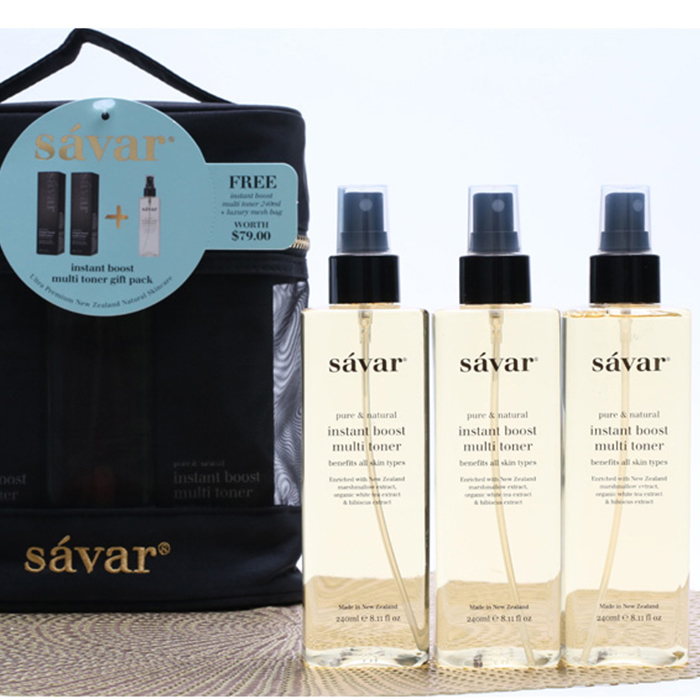 sávar®
FREE
instant boost
multi toner 240ml
+ luxury mesh bag
WORTH
$79.00
+
sávar
instant boost
multi toner gift pack
Ultra Premium New Zealand Natural Skincare
pure & natural
instant boost
multi toner
sávar®
sávar®
pure & natural
instant boost
multi toner
benefits all skin types
Enriched with New Zealand
marshmallow extract,
organic white tea extract
& hibiscus extract
Made in New Zealand
240ml e 8.11 fl oz
sávar®
pure & natural
instant boost
multi toner
benefits all skin types
Enriched with New Zealand
marshmallow extract,
organic white tea extract
& hibiscus extract
Made in New Zealand
240ml e 8.11 fl oz
sávar®
pure & natural
instant boost
multi toner
benefits all skin types
Enriched with New Zealand
marshmallow extract,
organic white tea extract
& hibiscus extract
Made in New Zealand
240ml e 8.11 fl oz